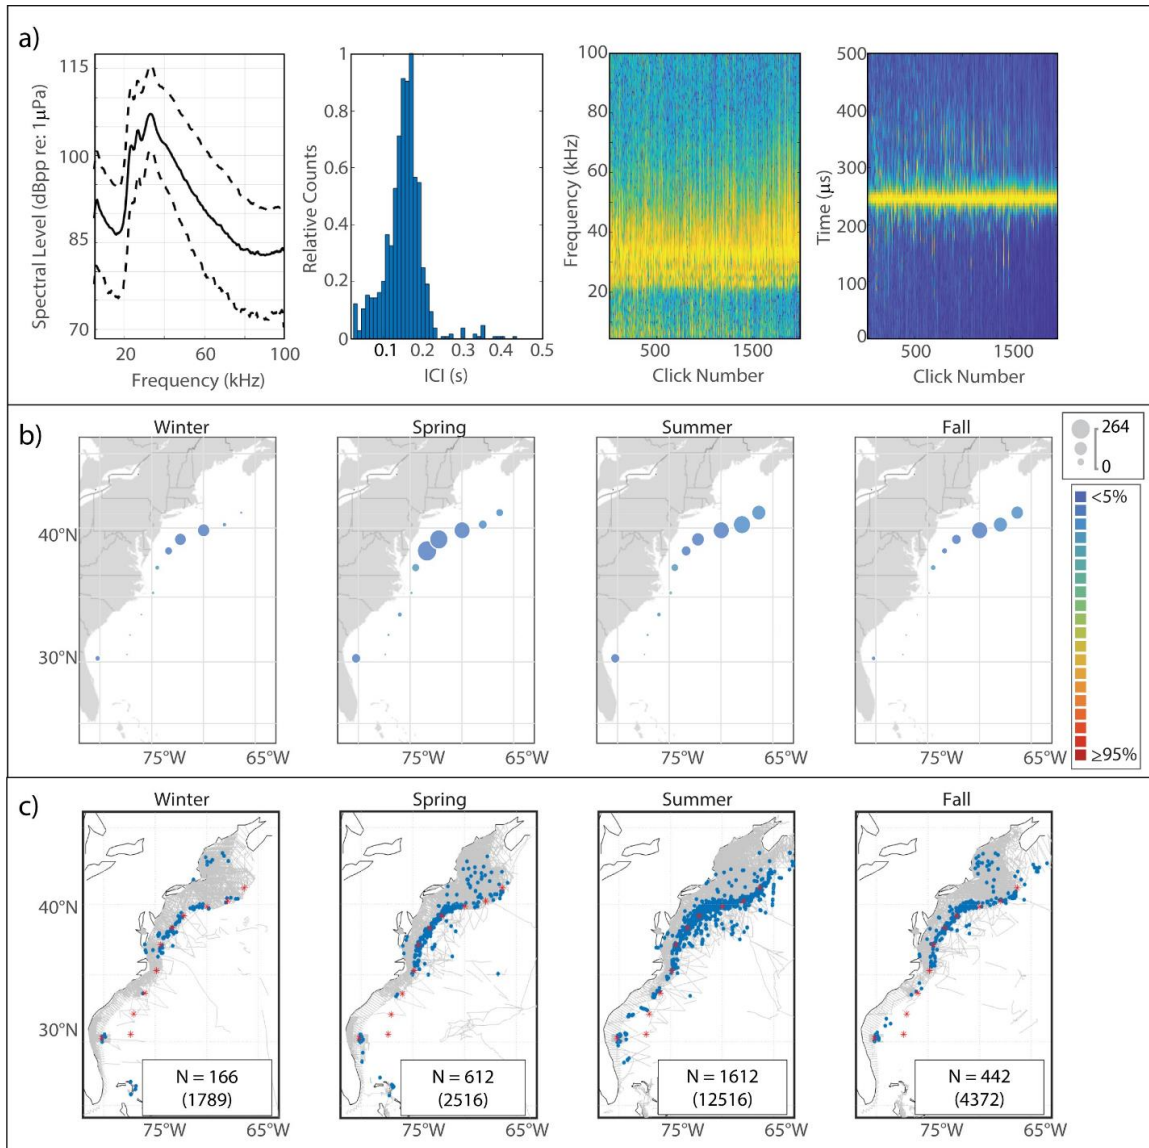 a)
115
100
85
70
Spectral Level (dBpp re: 1µPa)
20 60 100
Frequency (kHz)
1
0.8
0.6
0.4
0.2
0
Relative Counts
0.1 0.2 0.3 0.4 0.5
ICI (s)
100
80
60
40
20
Frequency (kHz)
500 1500
Click Number
500
400
300
200
100
0
Time (µs)
500 1500
Click Number
b)
Winter Spring Summer Fall
40°N
30°N
75°W 65°W 75°W 65°W 75°W 65°W 75°W 65°W
264
0
<5%
≥95%
c)
Winter Spring Summer Fall
40°N
30°N
N = 166
(1789)
N = 612
(2516)
N = 1612
(12516)
N = 442
(4372)
75°W 65°W 75°W 65°W 75°W 65°W 75°W 65°W